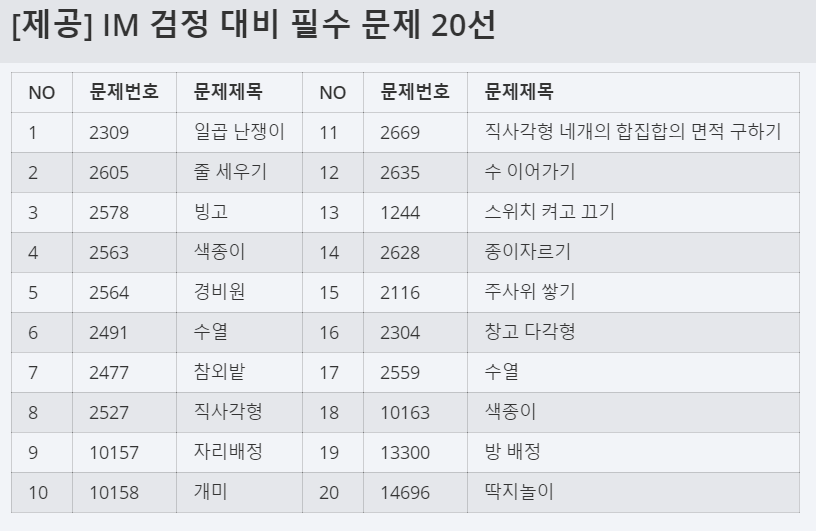 [제공] IM 검정 대비 필수 문제 20선
NO 문제번호 문제제목 NO 문제번호 문제제목
1 2309 일곱 난쟁이 11 2669 직사각형 네개의 합집합의 면적 구하기
2 2605 줄 세우기 12 2635 수 이어가기
3 2578 빙고 13 1244 스위치 켜고 끄기
4 2563 색종이 14 2628 종이자르기
5 2564 경비원 15 2116 주사위 쌓기
6 2491 수열 16 2304 창고 다각형
7 2477 참외밭 17 2559 수열
8 2527 직사각형 18 10163 색종이
9 10157 자리배정 19 13300 방 배정
10 10158 개미 20 14696 딱지놀이